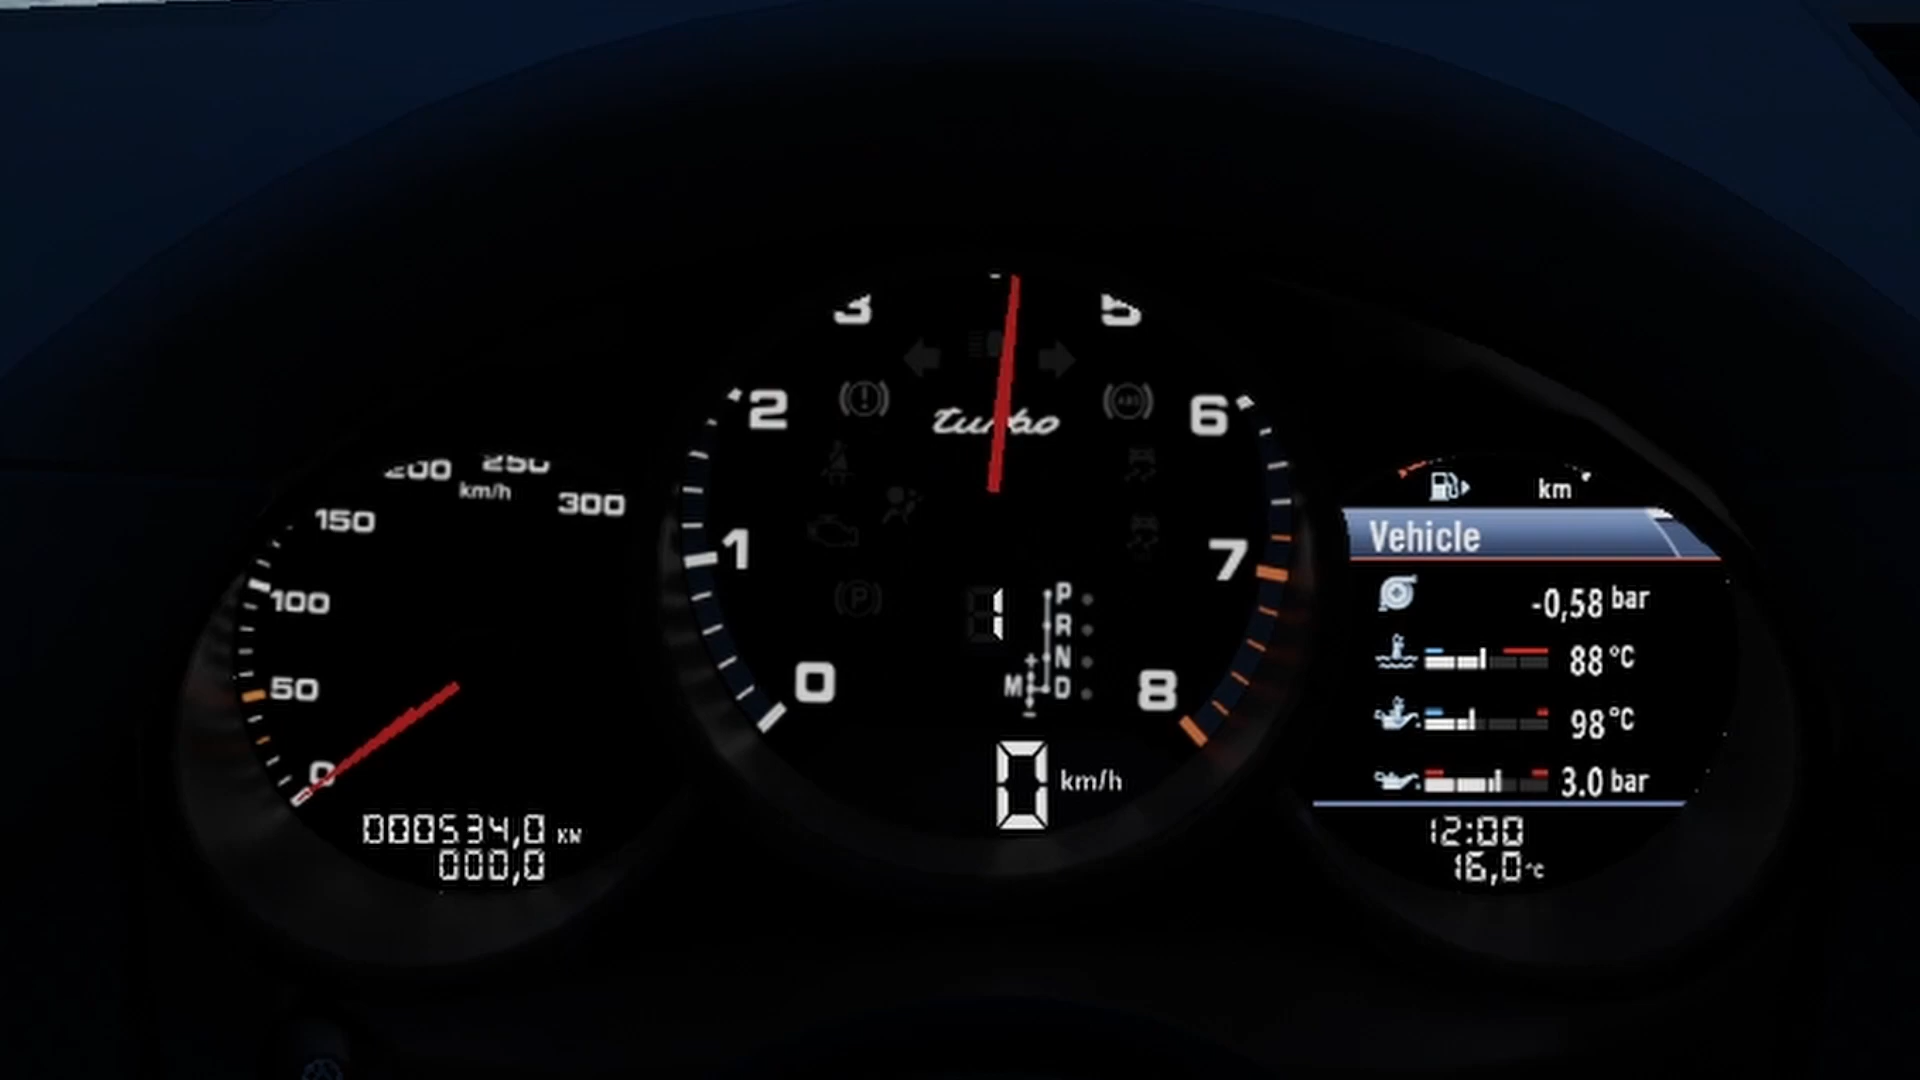 3 5
2 turbo 6
ABS
200 250
km/h
300
150
1 7
100
50
0
000534,0 KM
000,0
P
1 P
R
N
M D
+
-
0 8
0 km/h
km
Vehicle
-0,58 bar
88°C
98°C
3.0 bar
12:00
16,0°C